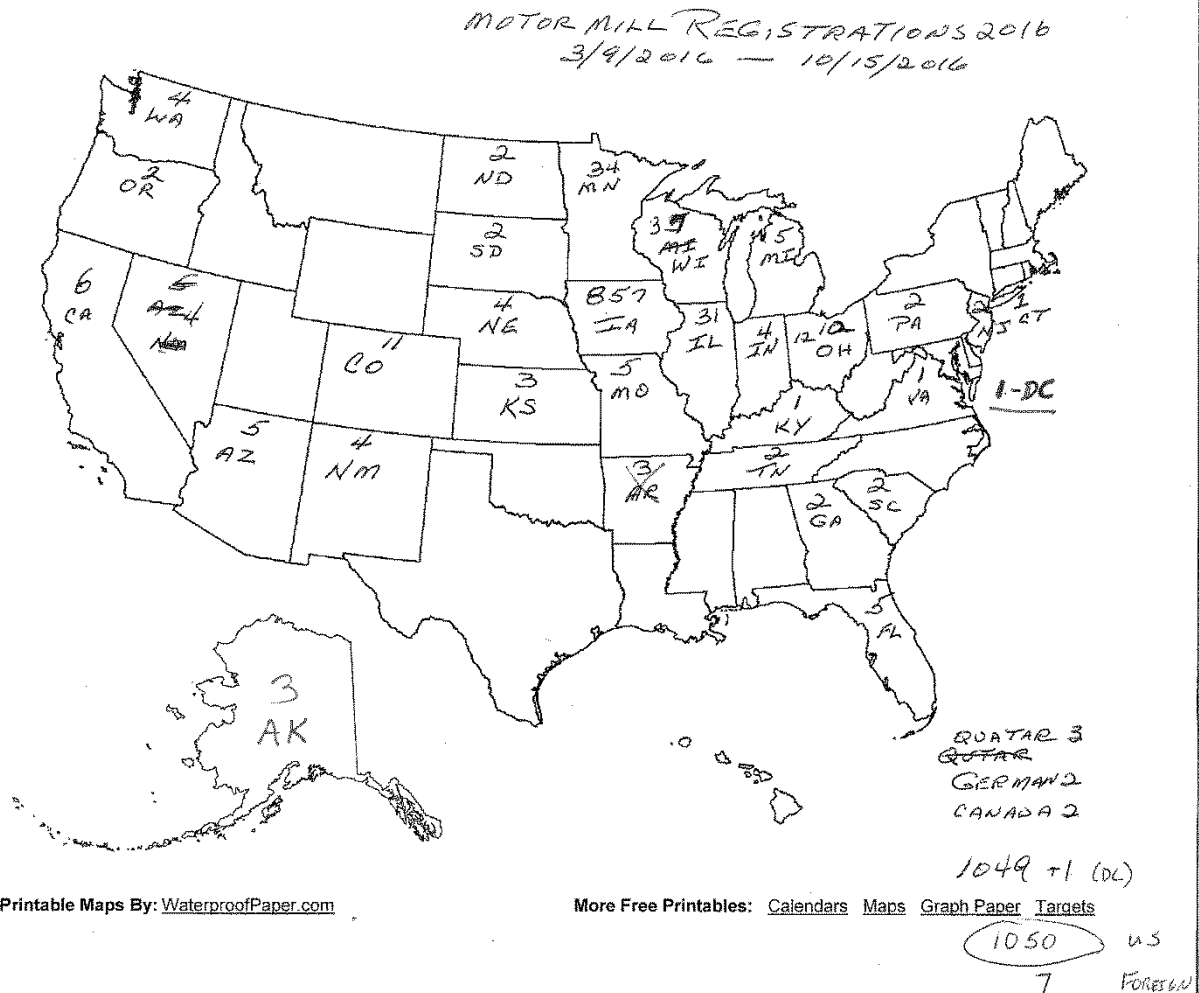 MOTOR MILL REGISTRATIONS 2016
3/9/2016 — 10/15/2016
4
WA
2
OR
6
CA
4
5
AZ
4
NM
CO 11
2
ND
2
SD
4
NE
3
KS
34
MN
857
IA
5
MO
3
AR
WI
31
IL
5
MI
4
IN
12
OH
1
KY
2
TN
2
GA
2
SC
FL
1
VA
2
PA
2
NJ
1
CT
1-DC
3
AK
QUATAR 3
QUTAR
GERMAN 2
CANADA 2
1049 +1 (DC)
Printable Maps By: WaterproofPaper.com
More Free Printables: Calendars Maps Graph Paper Targets
1050 US
7 FOREIGN